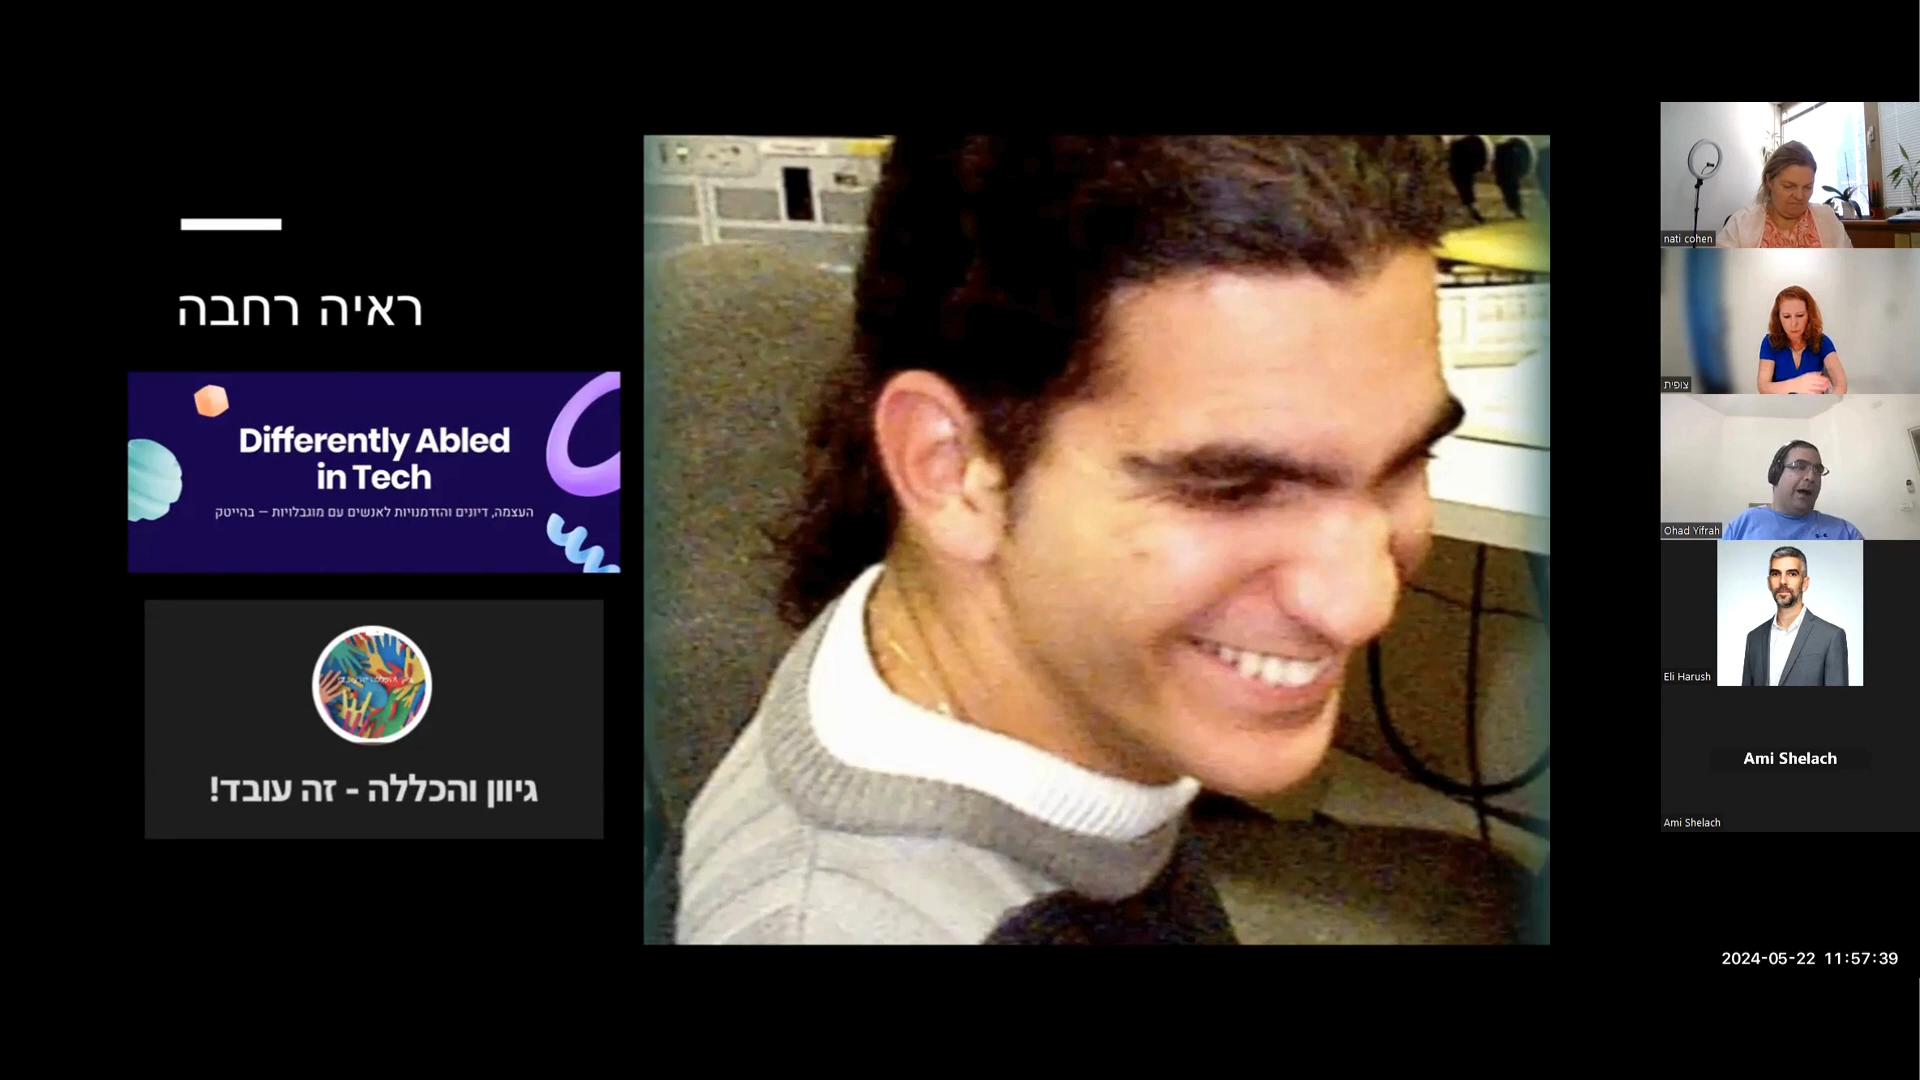 ראיה רחבה
Differently Abled
in Tech
העצמה, דיונים והזדמנויות לאנשים עם מוגבלויות – בהייטק
גיוון והכללה - זה עובד!
nati cohen
צופית
Ohad Yifrah
Eli Harush
Ami Shelach
Ami Shelach
2024-05-22 11:57:39